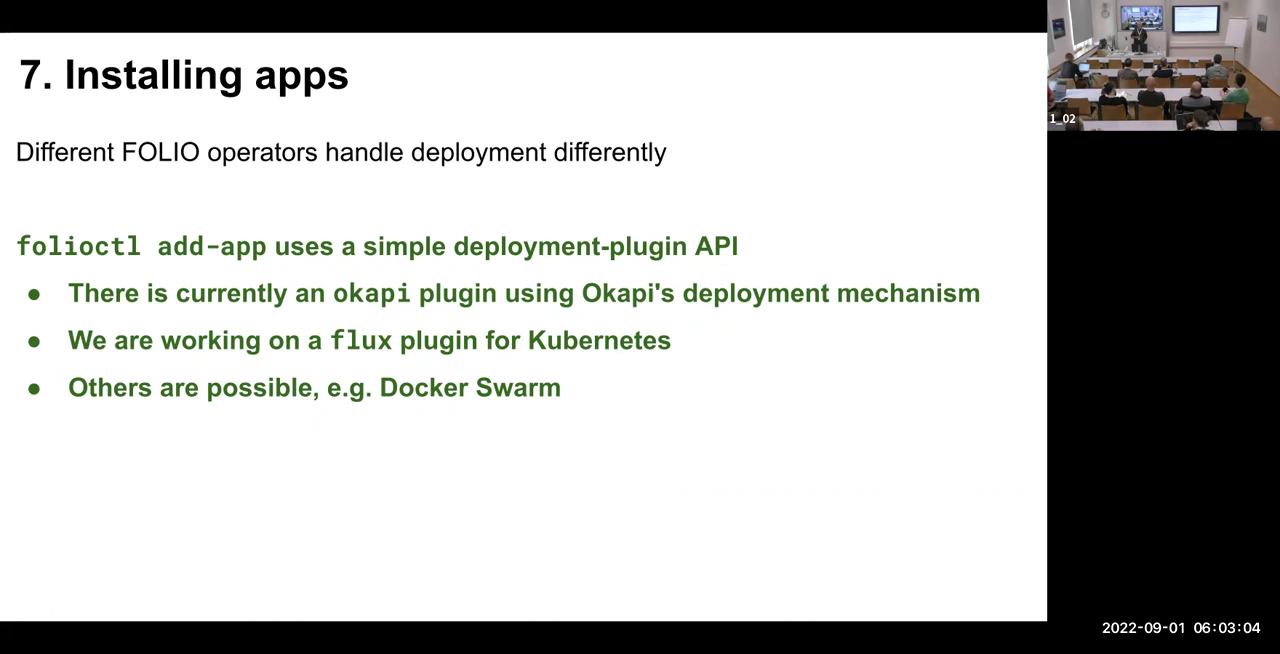 7. Installing apps
Different FOLIO operators handle deployment differently
folioctl add-app uses a simple deployment-plugin API
● There is currently an okapi plugin using Okapi's deployment mechanism
● We are working on a flux plugin for Kubernetes
● Others are possible, e.g. Docker Swarm
1_02
2022-09-01 06:03:04